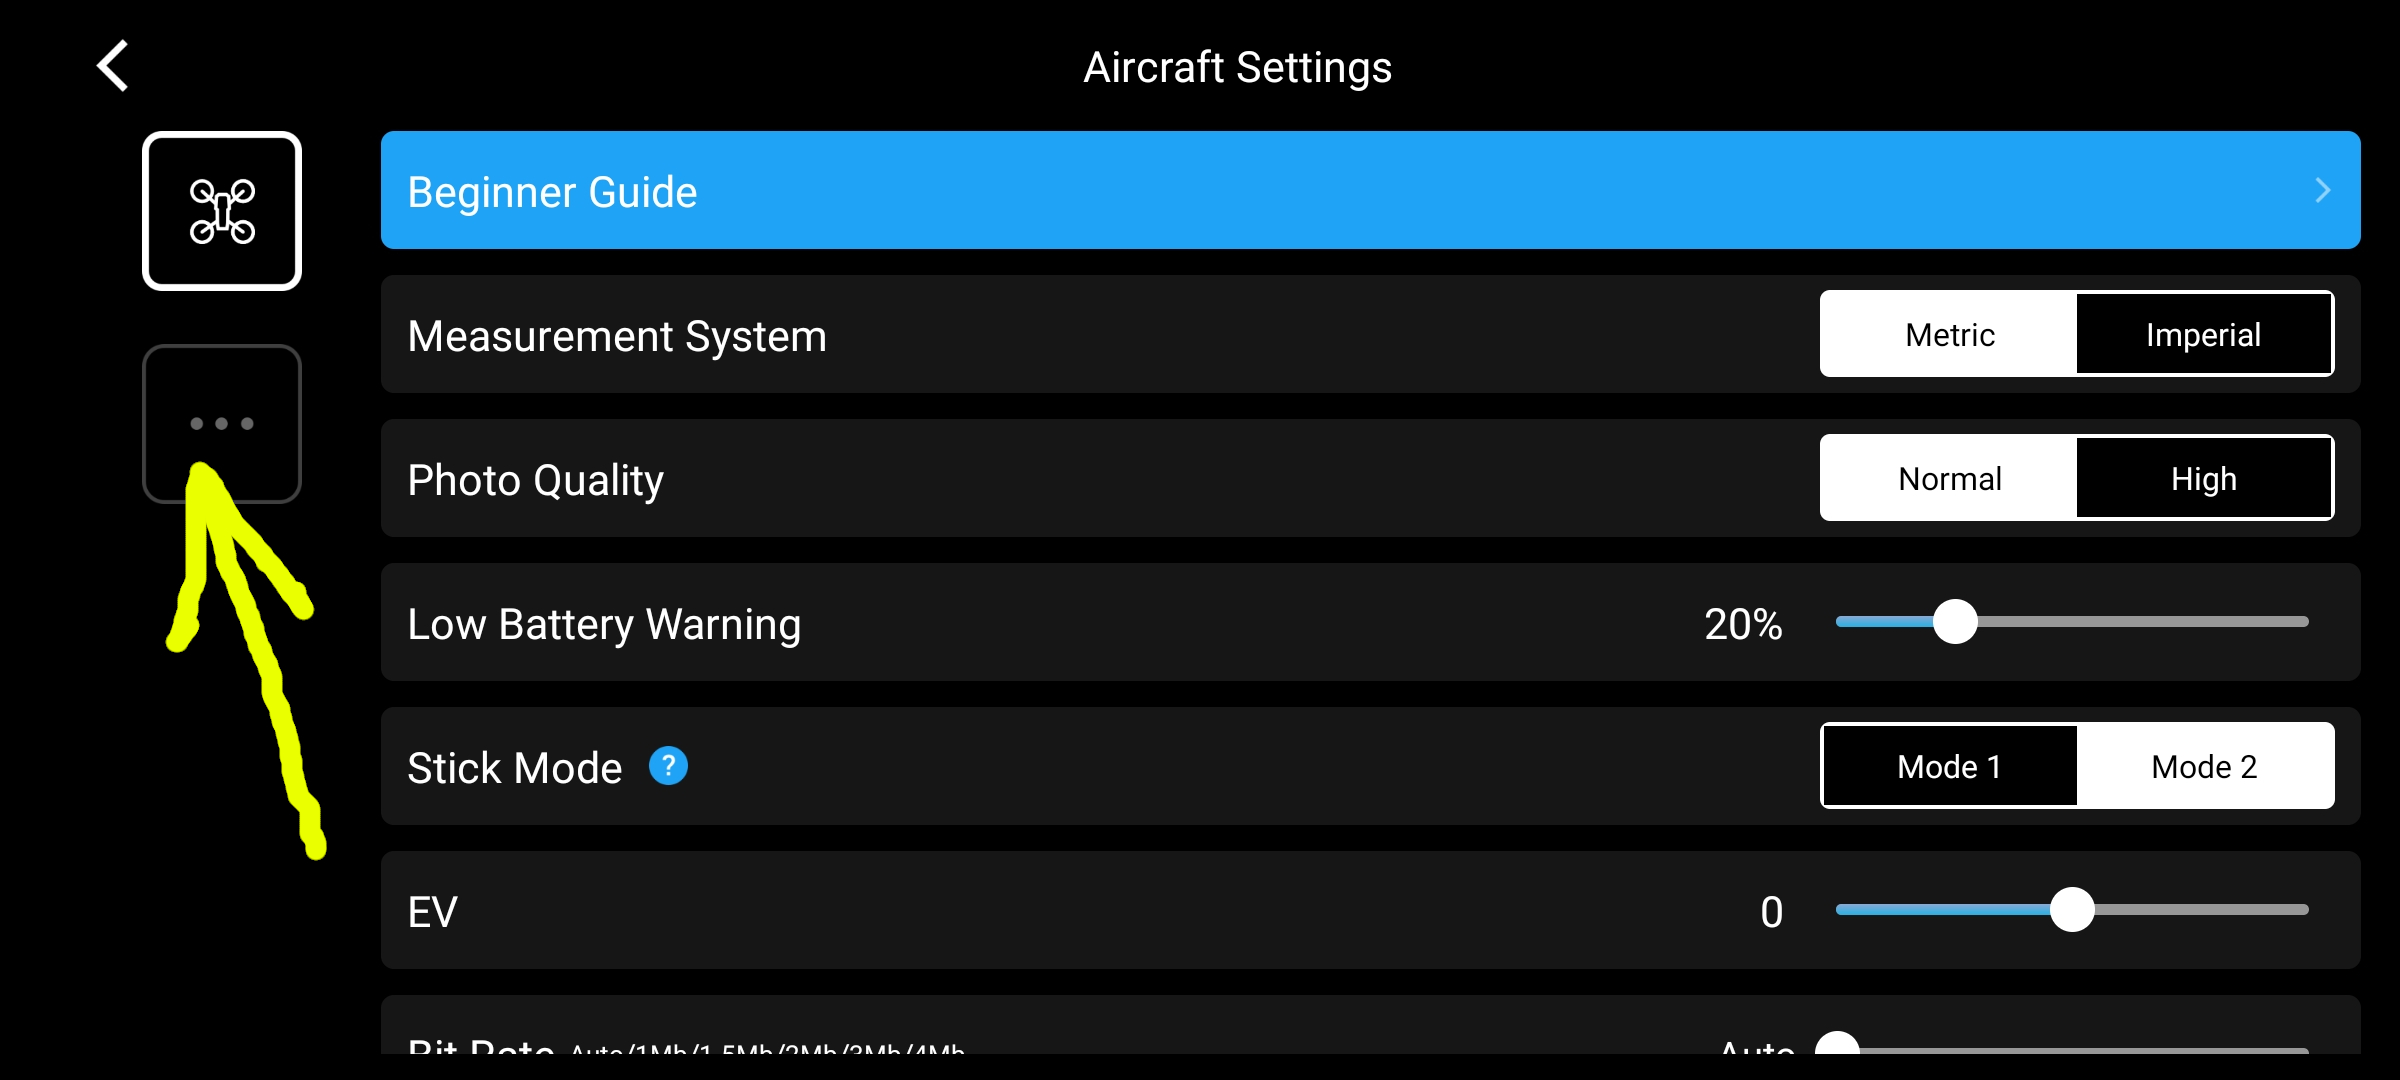 Aircraft Settings
Beginner Guide
Measurement System Metric Imperial
Photo Quality Normal High
Low Battery Warning 20%
Stick Mode ? Mode 1 Mode 2
EV 0
Bit Rate Auto/1Mb/1.5Mb/2Mb/3Mb/4Mb Auto